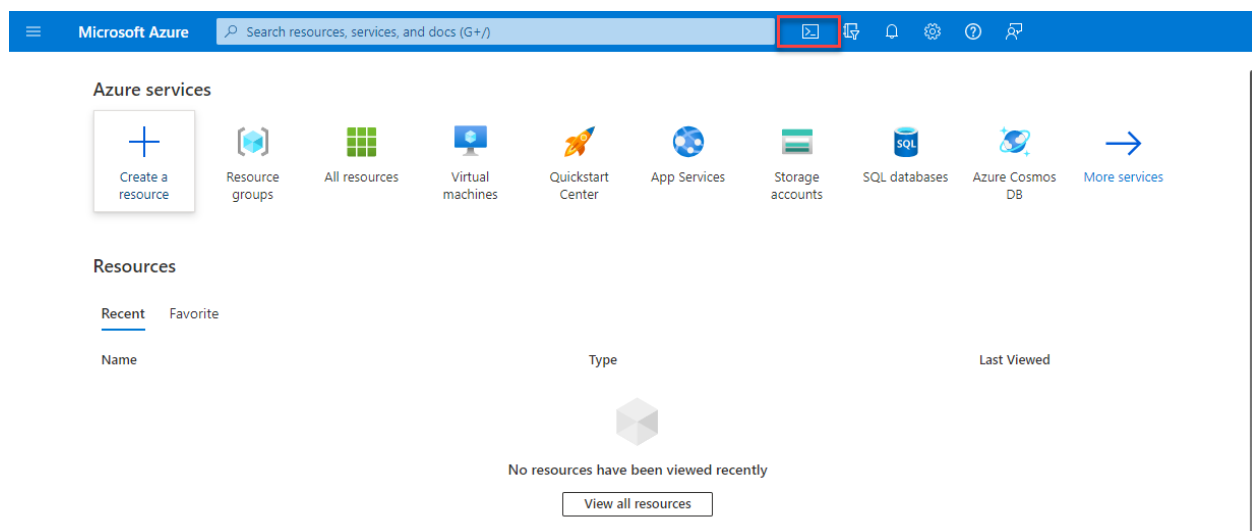 Microsoft Azure
Search resources, services, and docs (G+/)
Azure services
Create a
resource
Resource
groups
All resources
Virtual
machines
Quickstart
Center
App Services
Storage
accounts
SQL
SQL databases
Azure Cosmos
DB
More services
Resources
Recent Favorite
Name Type Last Viewed
No resources have been viewed recently
View all resources